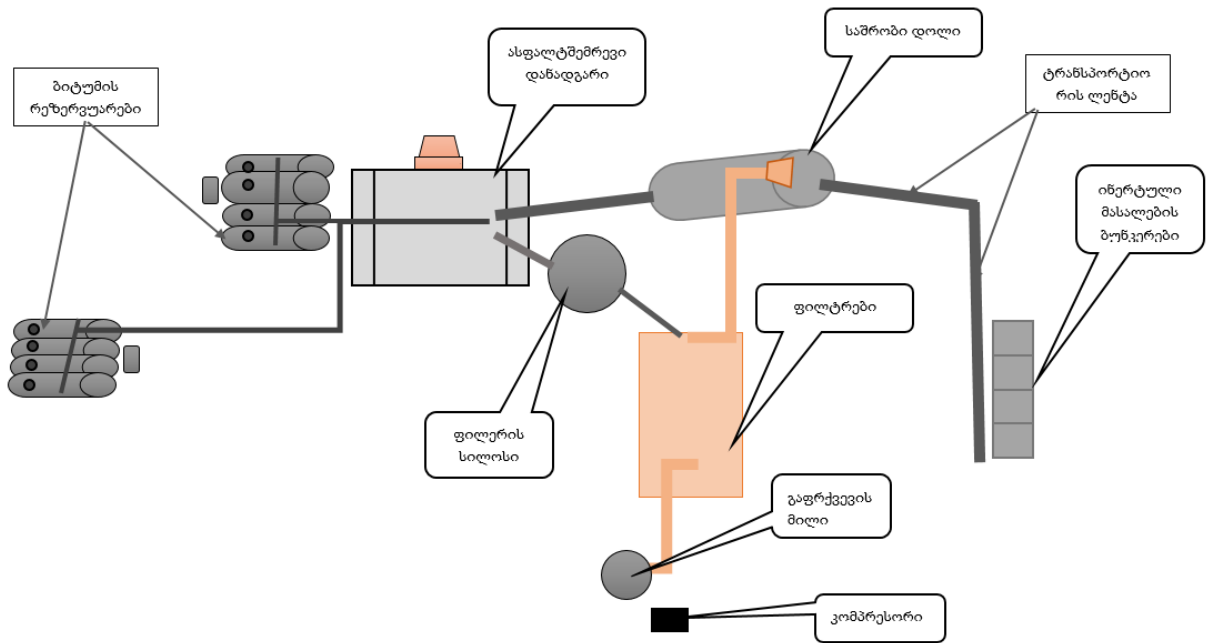 საშრობი დოლი
ასფალტშემრევი
დანადგარი
ბიტუმის
რეზერვუარები
ტრანსპორტიო
რის ლენტა
ინერტული
მასალების
ბუნკერები
ფილტრები
ფილერის
სილოსი
გაფრქვევის
მილი
კომპრესორი